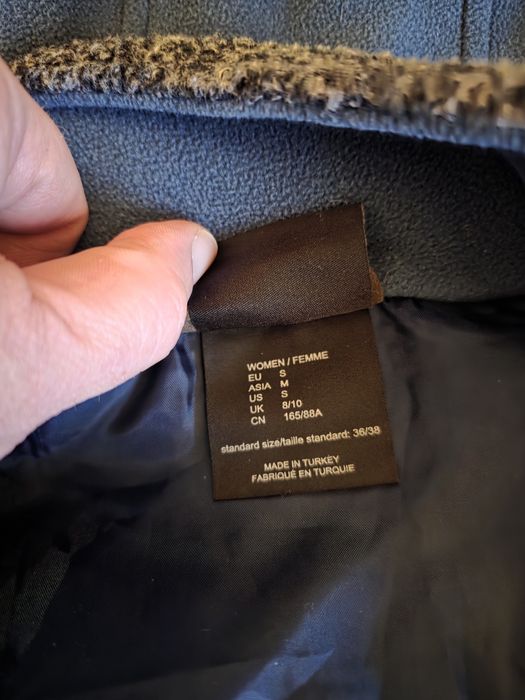 WOMEN / FEMME
EU S
ASIA M
US S
UK 8/10
CN 165/88A
standard size/taille standard: 36/38
MADE IN TURKEY
FABRIQUÉ EN TURQUIE